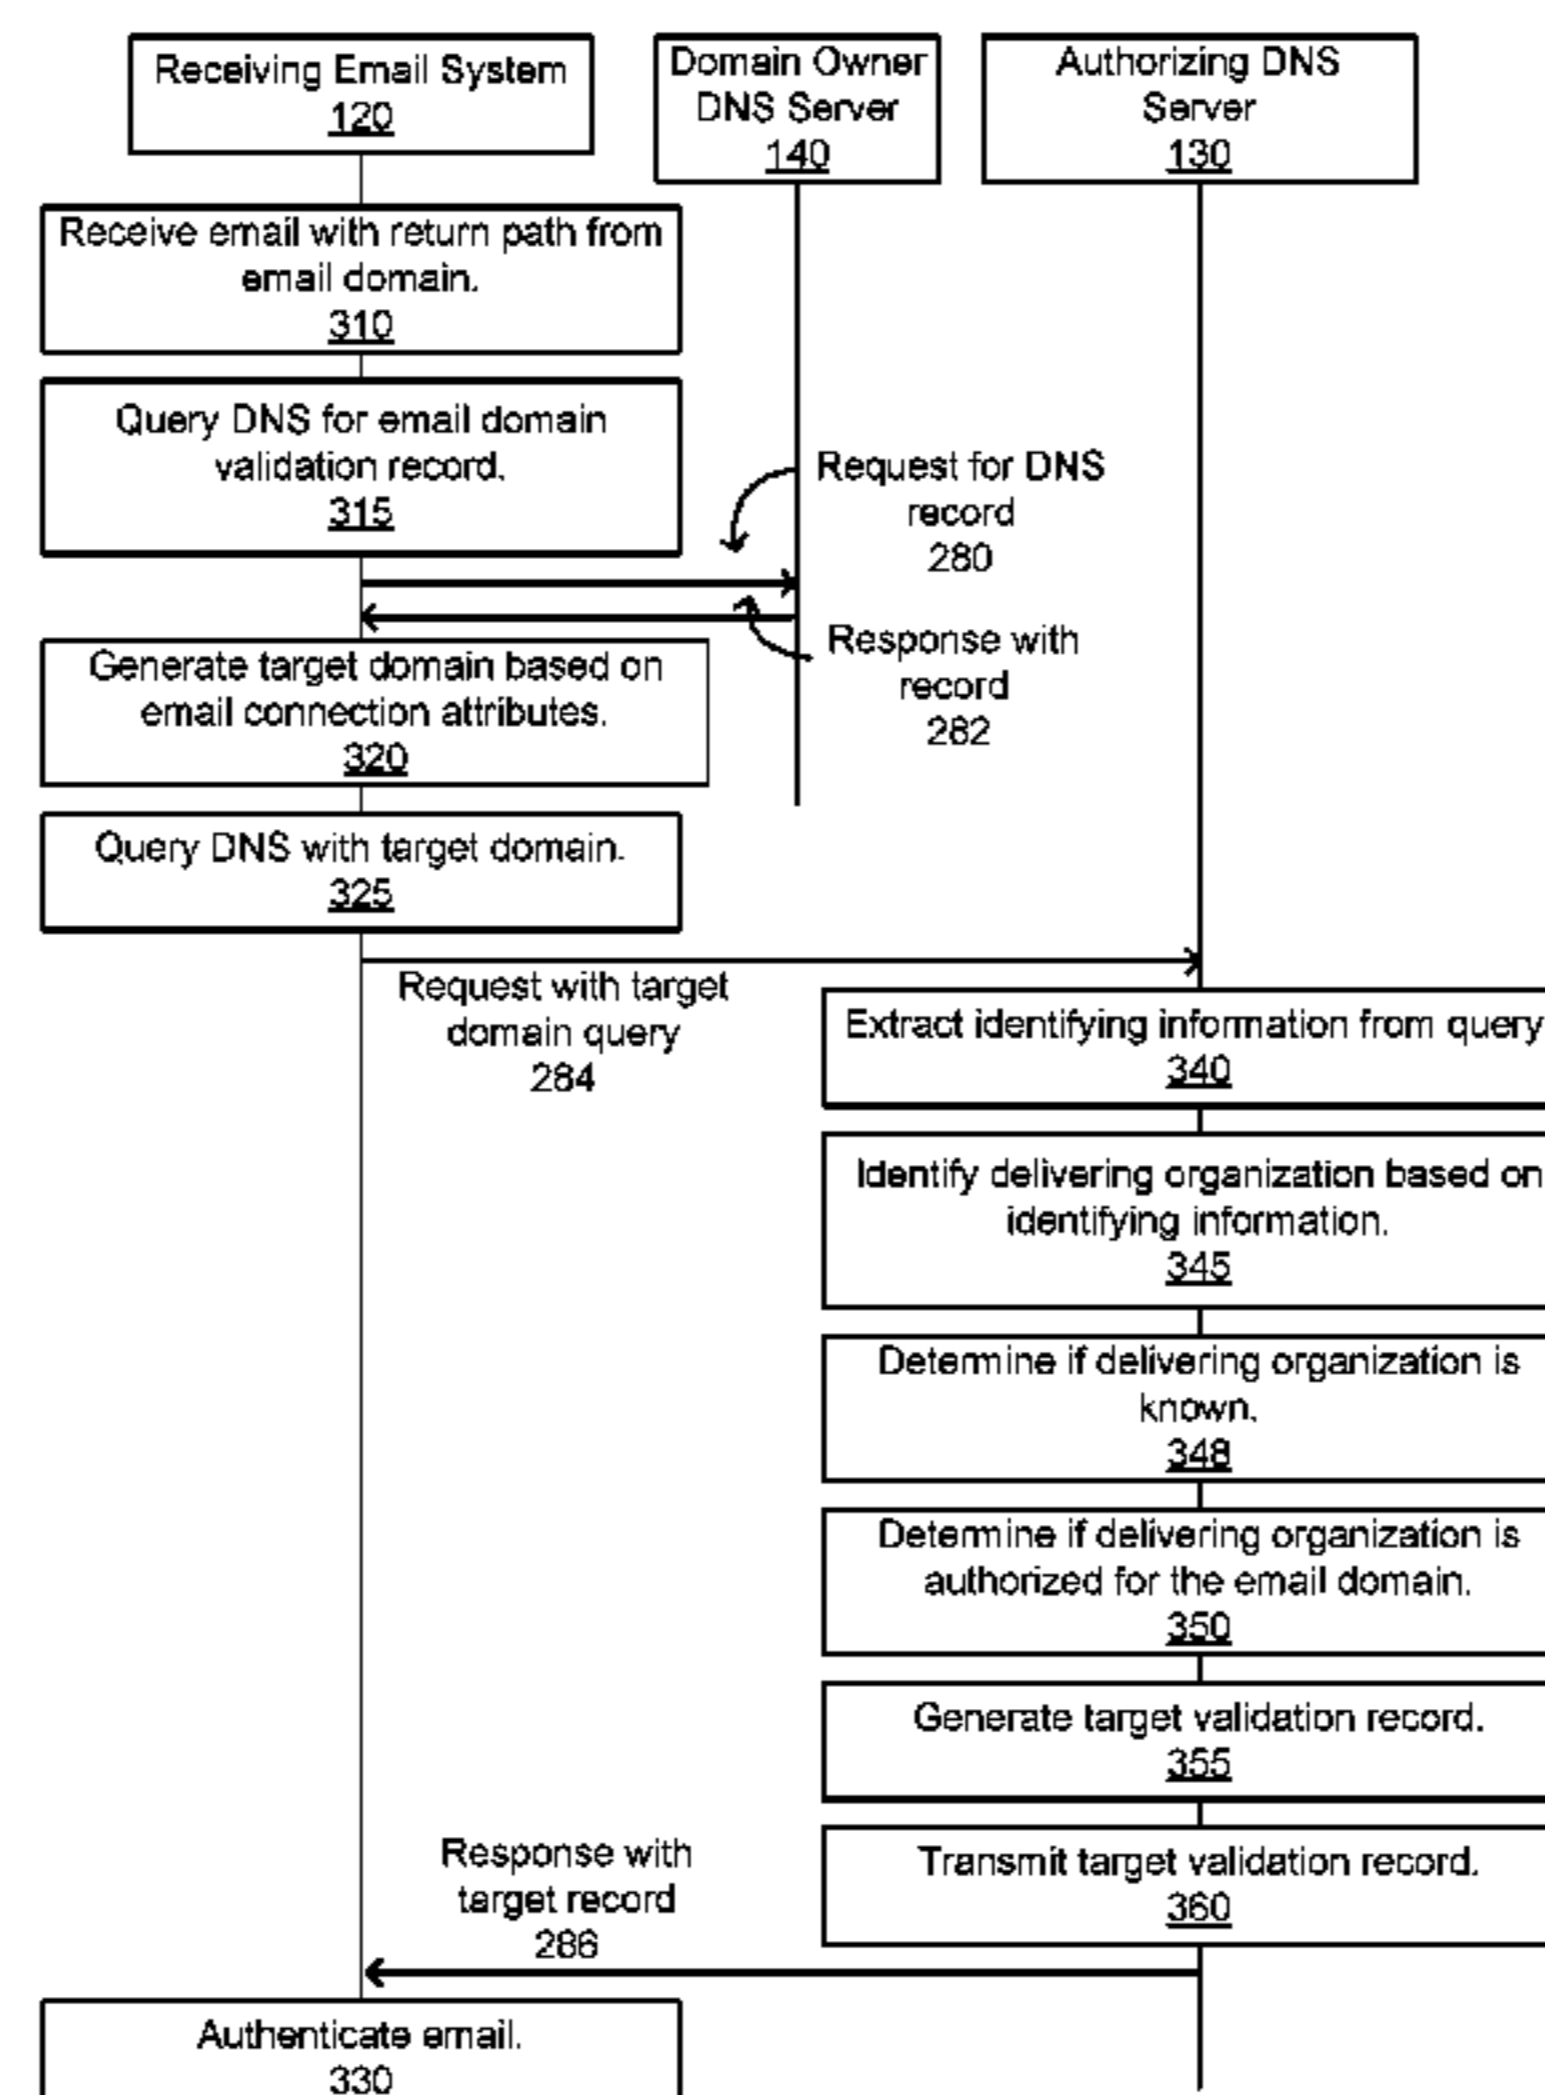 Receiving Email System
120
Domain Owner
DNS Server
140
Authorizing DNS
Server
130
Receive email with return path from
email domain.
310
Query DNS for email domain
validation record.
315
Request for DNS
record
280
Response with
record
282
Generate target domain based on
email connection attributes.
320
Query DNS with target domain.
325
Request with target
domain query
284
Extract identifying information from query
340
Identify delivering organization based on
identifying information.
345
Determine if delivering organization is
known.
348
Determine if delivering organization is
authorized for the email domain.
350
Generate target validation record.
355
Transmit target validation record.
360
Response with
target record
286
Authenticate email.
330